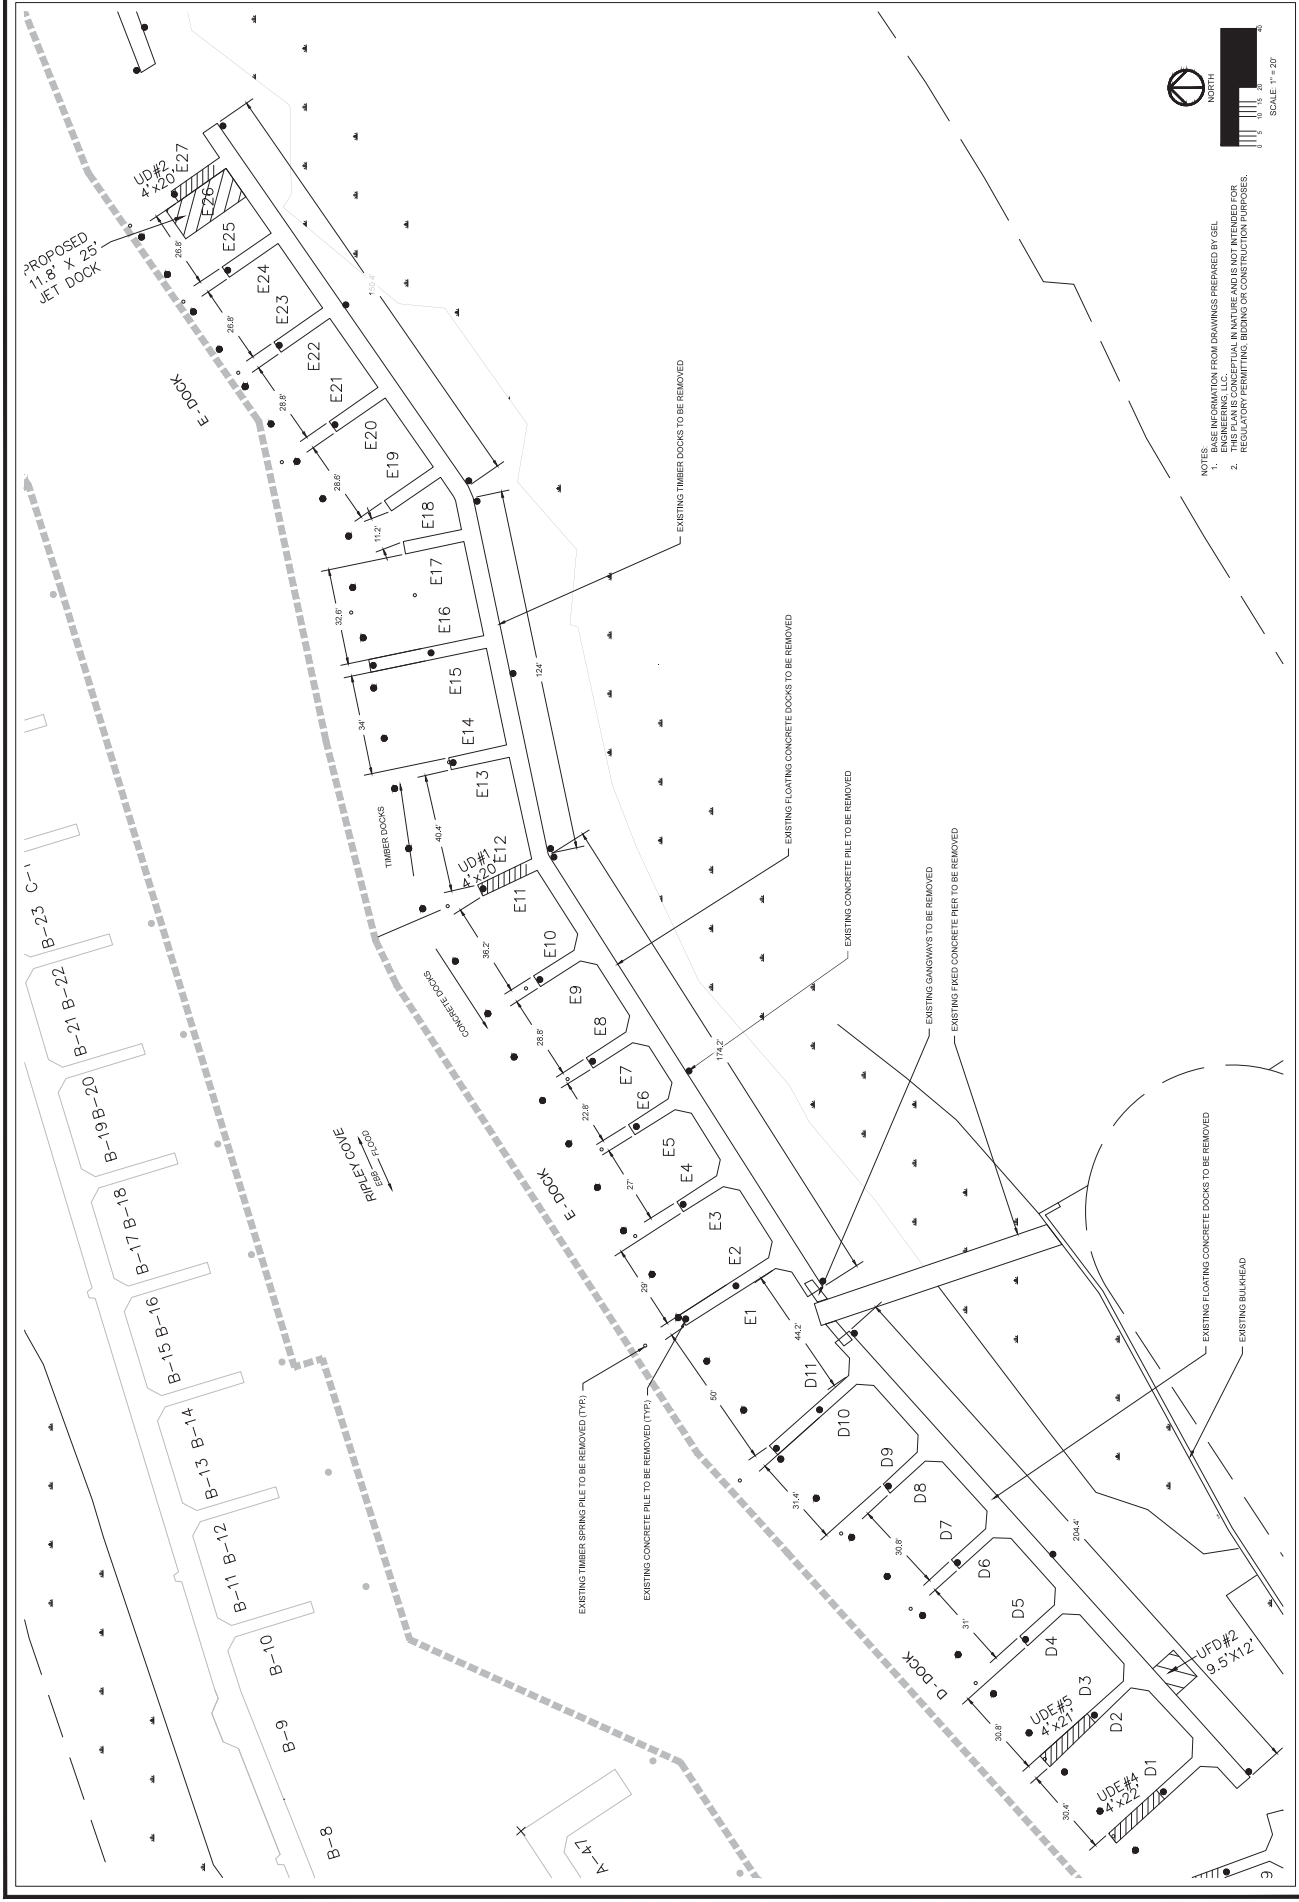 PROPOSED
11.8' X 25'
JET DOCK
UD#2
4'x20'
E27
E26
E25
E24
E23
E22
E21
E20
E19
E18
E17
E16
E15
E14
E13
E12
E11
E10
E9
E8
E7
E6
E5
E4
E3
E2
E1
D11
D10
D9
D8
D7
D6
D5
D4
D3
D2
D1
26.8'
26.8'
28.8'
28.8'
11.2'
32.6'
34'
40.4'
36.2'
28.8'
22.8'
27'
29'
50'
44.2'
31.4'
30.8'
31'
30.8'
30.4'
150.4'
124'
174.2'
204.4'
E - DOCK
E - DOCK
D - DOCK
TIMBER DOCKS
CONCRETE DOCKS
UD#1
4'x20'
UDE#5
4'x21'
UDE#4
4'x22'
UFD#2
9.5'X12'
RIPLEY COVE
EBB FLOOD
B-23 C-1
B-21 B-22
B-19 B-20
B-17 B-18
B-15 B-16
B-13 B-14
B-11 B-12
B-10
B-9
B-8
A-47
9
EXISTING TIMBER DOCKS TO BE REMOVED
EXISTING FLOATING CONCRETE DOCKS TO BE REMOVED
EXISTING CONCRETE PILE TO BE REMOVED
EXISTING GANGWAYS TO BE REMOVED
EXISTING FIXED CONCRETE PIER TO BE REMOVED
EXISTING FLOATING CONCRETE DOCKS TO BE REMOVED
EXISTING BULKHEAD
EXISTING TIMBER SPRING PILE TO BE REMOVED (TYP.)
EXISTING CONCRETE PILE TO BE REMOVED (TYP.)
NORTH
0 5 10 15 20 40
SCALE: 1" = 20'
NOTES:
1. BASE INFORMATION FROM DRAWINGS PREPARED BY GEL
ENGINEERING, LLC.
2. THIS PLAN IS CONCEPTUAL IN NATURE AND IS NOT INTENDED FOR
REGULATORY PERMITTING, BIDDING OR CONSTRUCTION PURPOSES.